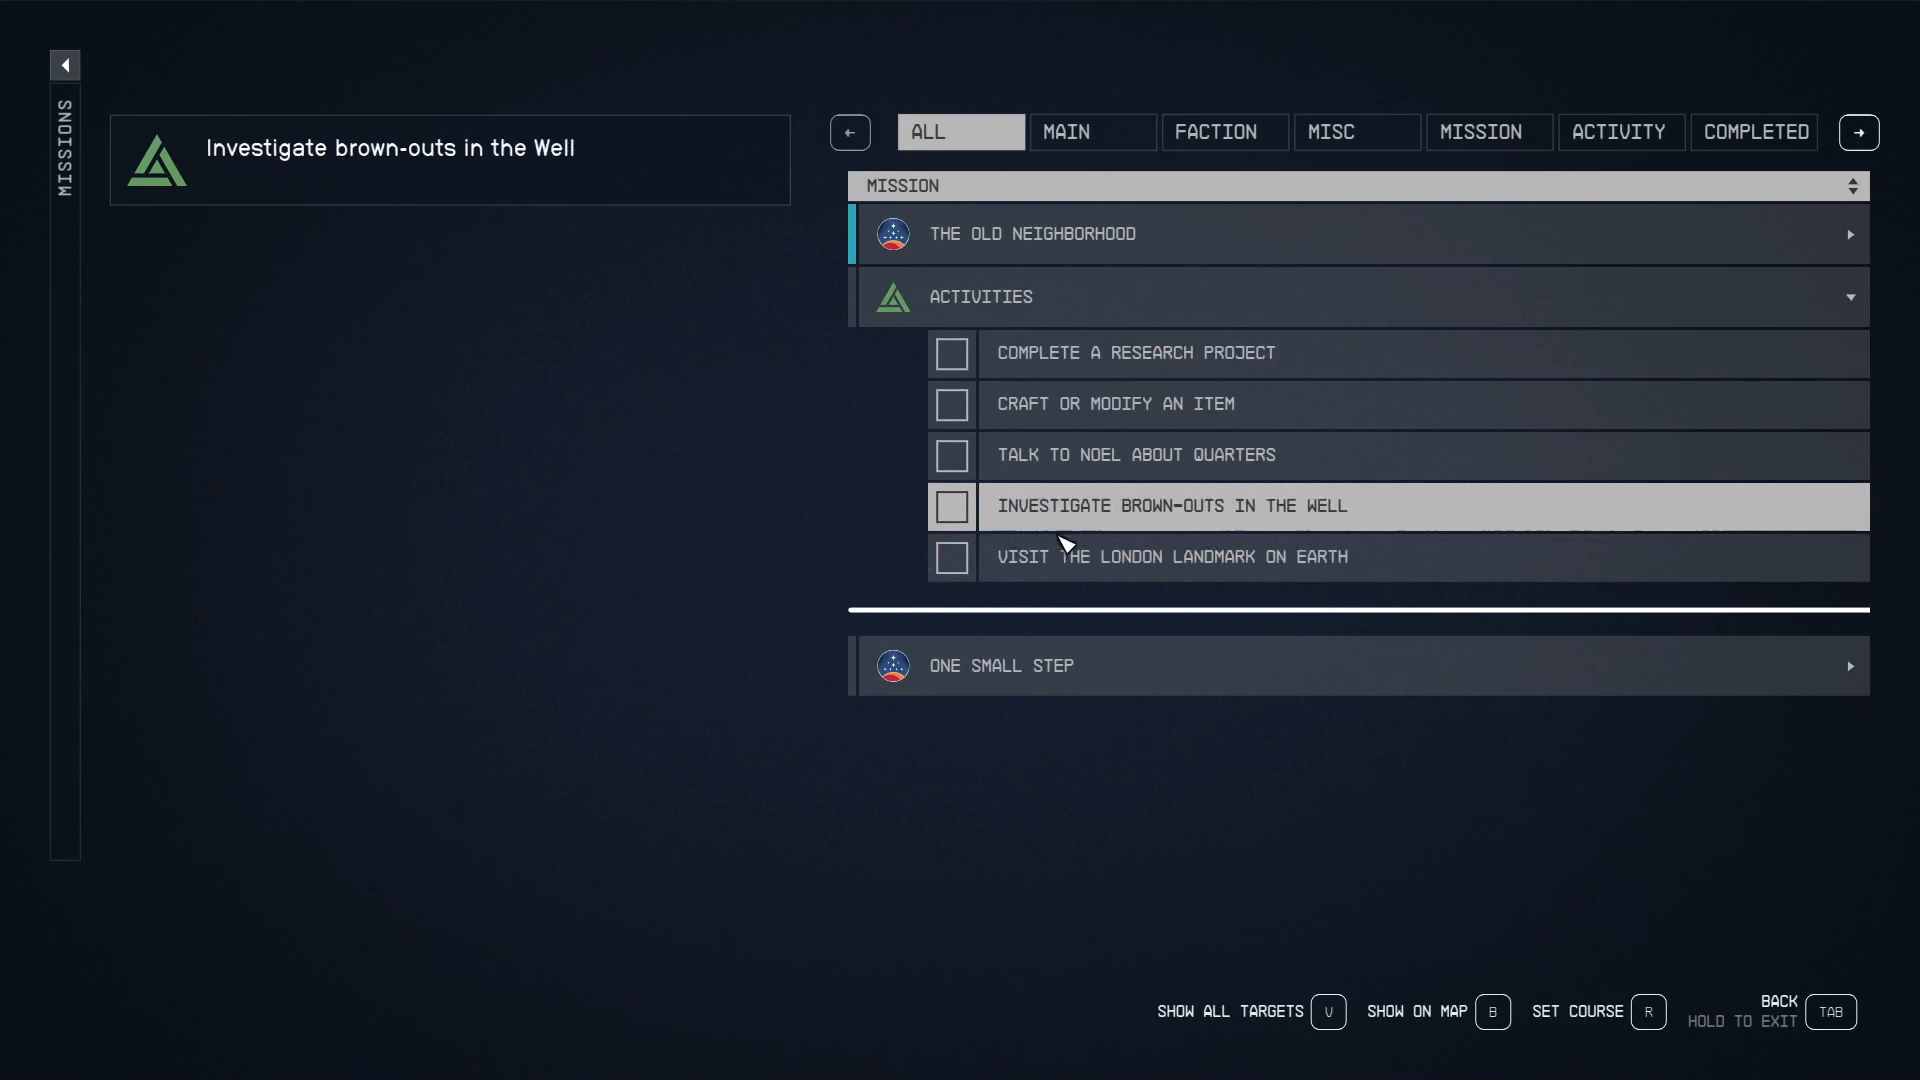 MISSIONS
Investigate brown-outs in the Well
ALL
MAIN
FACTION
MISC
MISSION
ACTIVITY
COMPLETED
MISSION
THE OLD NEIGHBORHOOD
ACTIVITIES
COMPLETE A RESEARCH PROJECT
CRAFT OR MODIFY AN ITEM
TALK TO NOEL ABOUT QUARTERS
INVESTIGATE BROWN-OUTS IN THE WELL
VISIT THE LONDON LANDMARK ON EARTH
ONE SMALL STEP
SHOW ALL TARGETS V
SHOW ON MAP B
SET COURSE R
BACK
HOLD TO EXIT
TAB